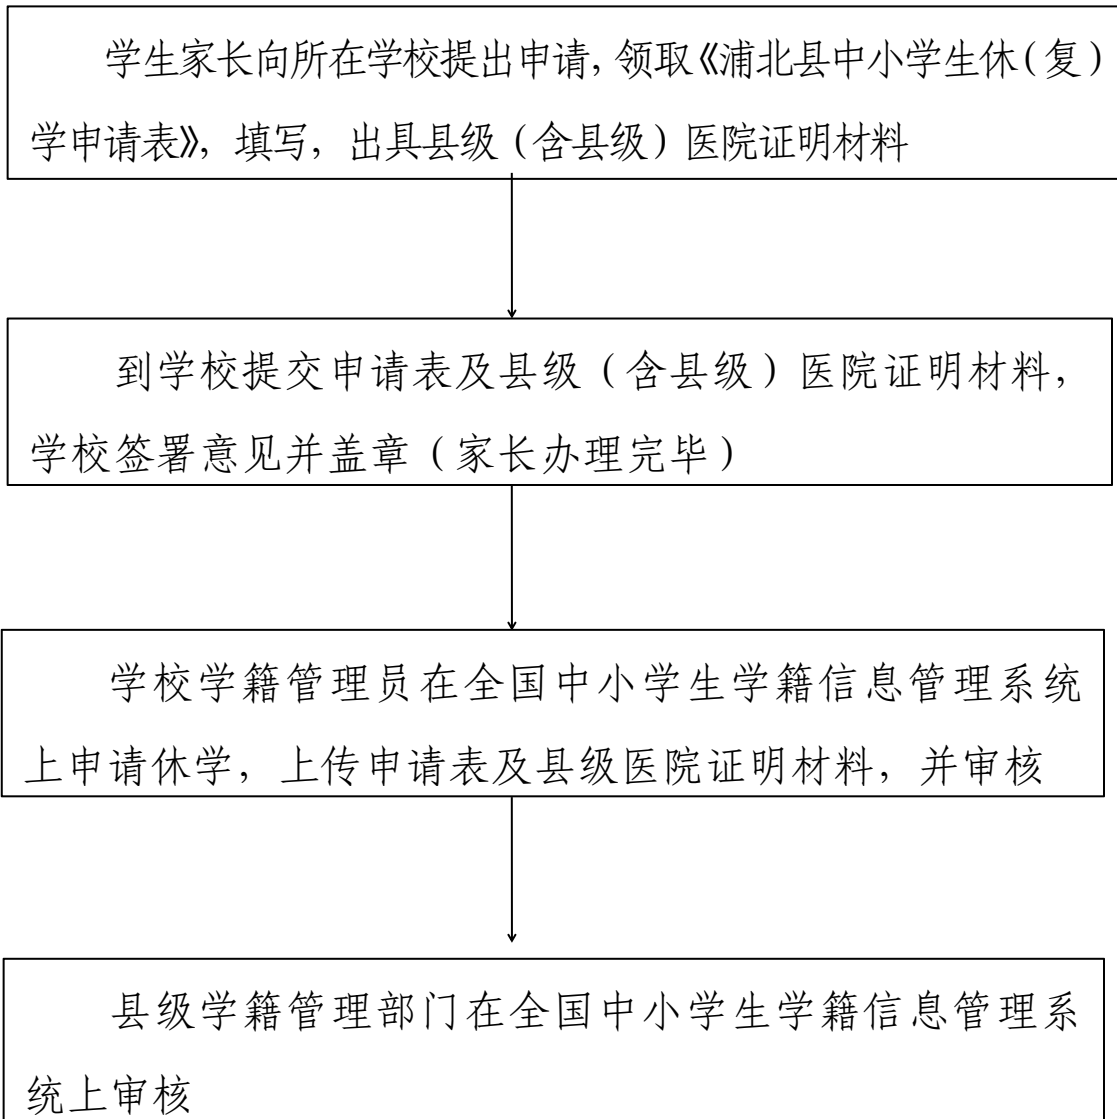 学生家长向所在学校提出申请，领取《浦北县中小学生休（复）
学申请表》，填写，出具县级（含县级）医院证明材料
到学校提交申请表及县级（含县级）医院证明材料，
学校签署意见并盖章（家长办理完毕）
学校学籍管理员在全国中小学生学籍信息管理系统
上申请休学，上传申请表及县级医院证明材料，并审核
县级学籍管理部门在全国中小学生学籍信息管理系
统上审核